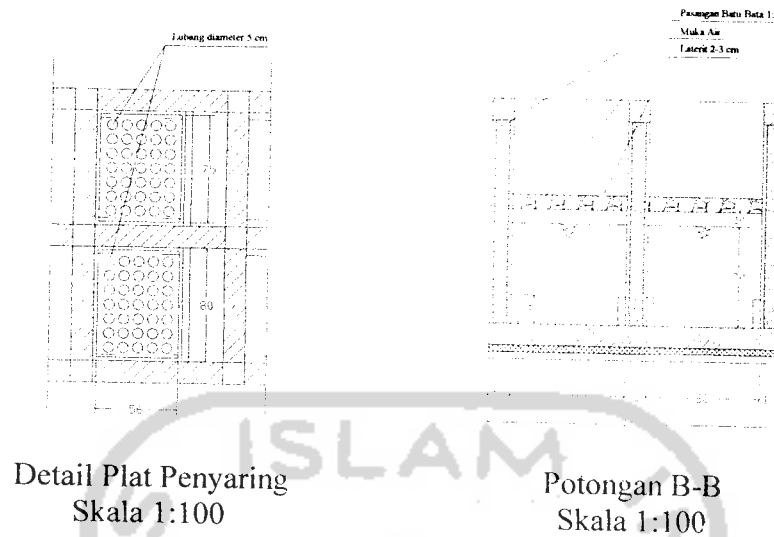 Lubang diameter 5 cm
75
80
56
Pasangan Batu Bata 1:
Muka Air
Laterit 2-3 cm
ISLAM
Detail Plat Penyaring
Skala 1:100
Potongan B-B
Skala 1:100